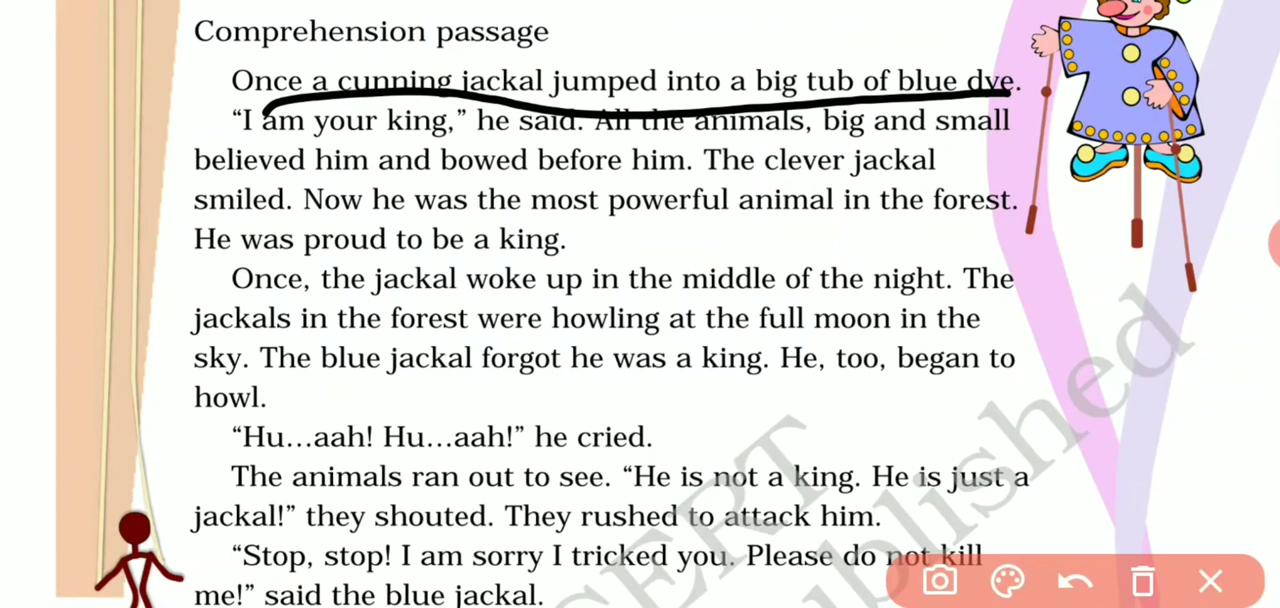 Comprehension passage
Once a cunning jackal jumped into a big tub of blue dye.
“I am your king,” he said. All the animals, big and small
believed him and bowed before him. The clever jackal
smiled. Now he was the most powerful animal in the forest.
He was proud to be a king.
Once, the jackal woke up in the middle of the night. The
jackals in the forest were howling at the full moon in the
sky. The blue jackal forgot he was a king. He, too, began to
howl.
“Hu…aah! Hu…aah!” he cried.
The animals ran out to see. “He is not a king. He is just a
jackal!” they shouted. They rushed to attack him.
“Stop, stop! I am sorry I tricked you. Please do not kill
me!” said the blue jackal.